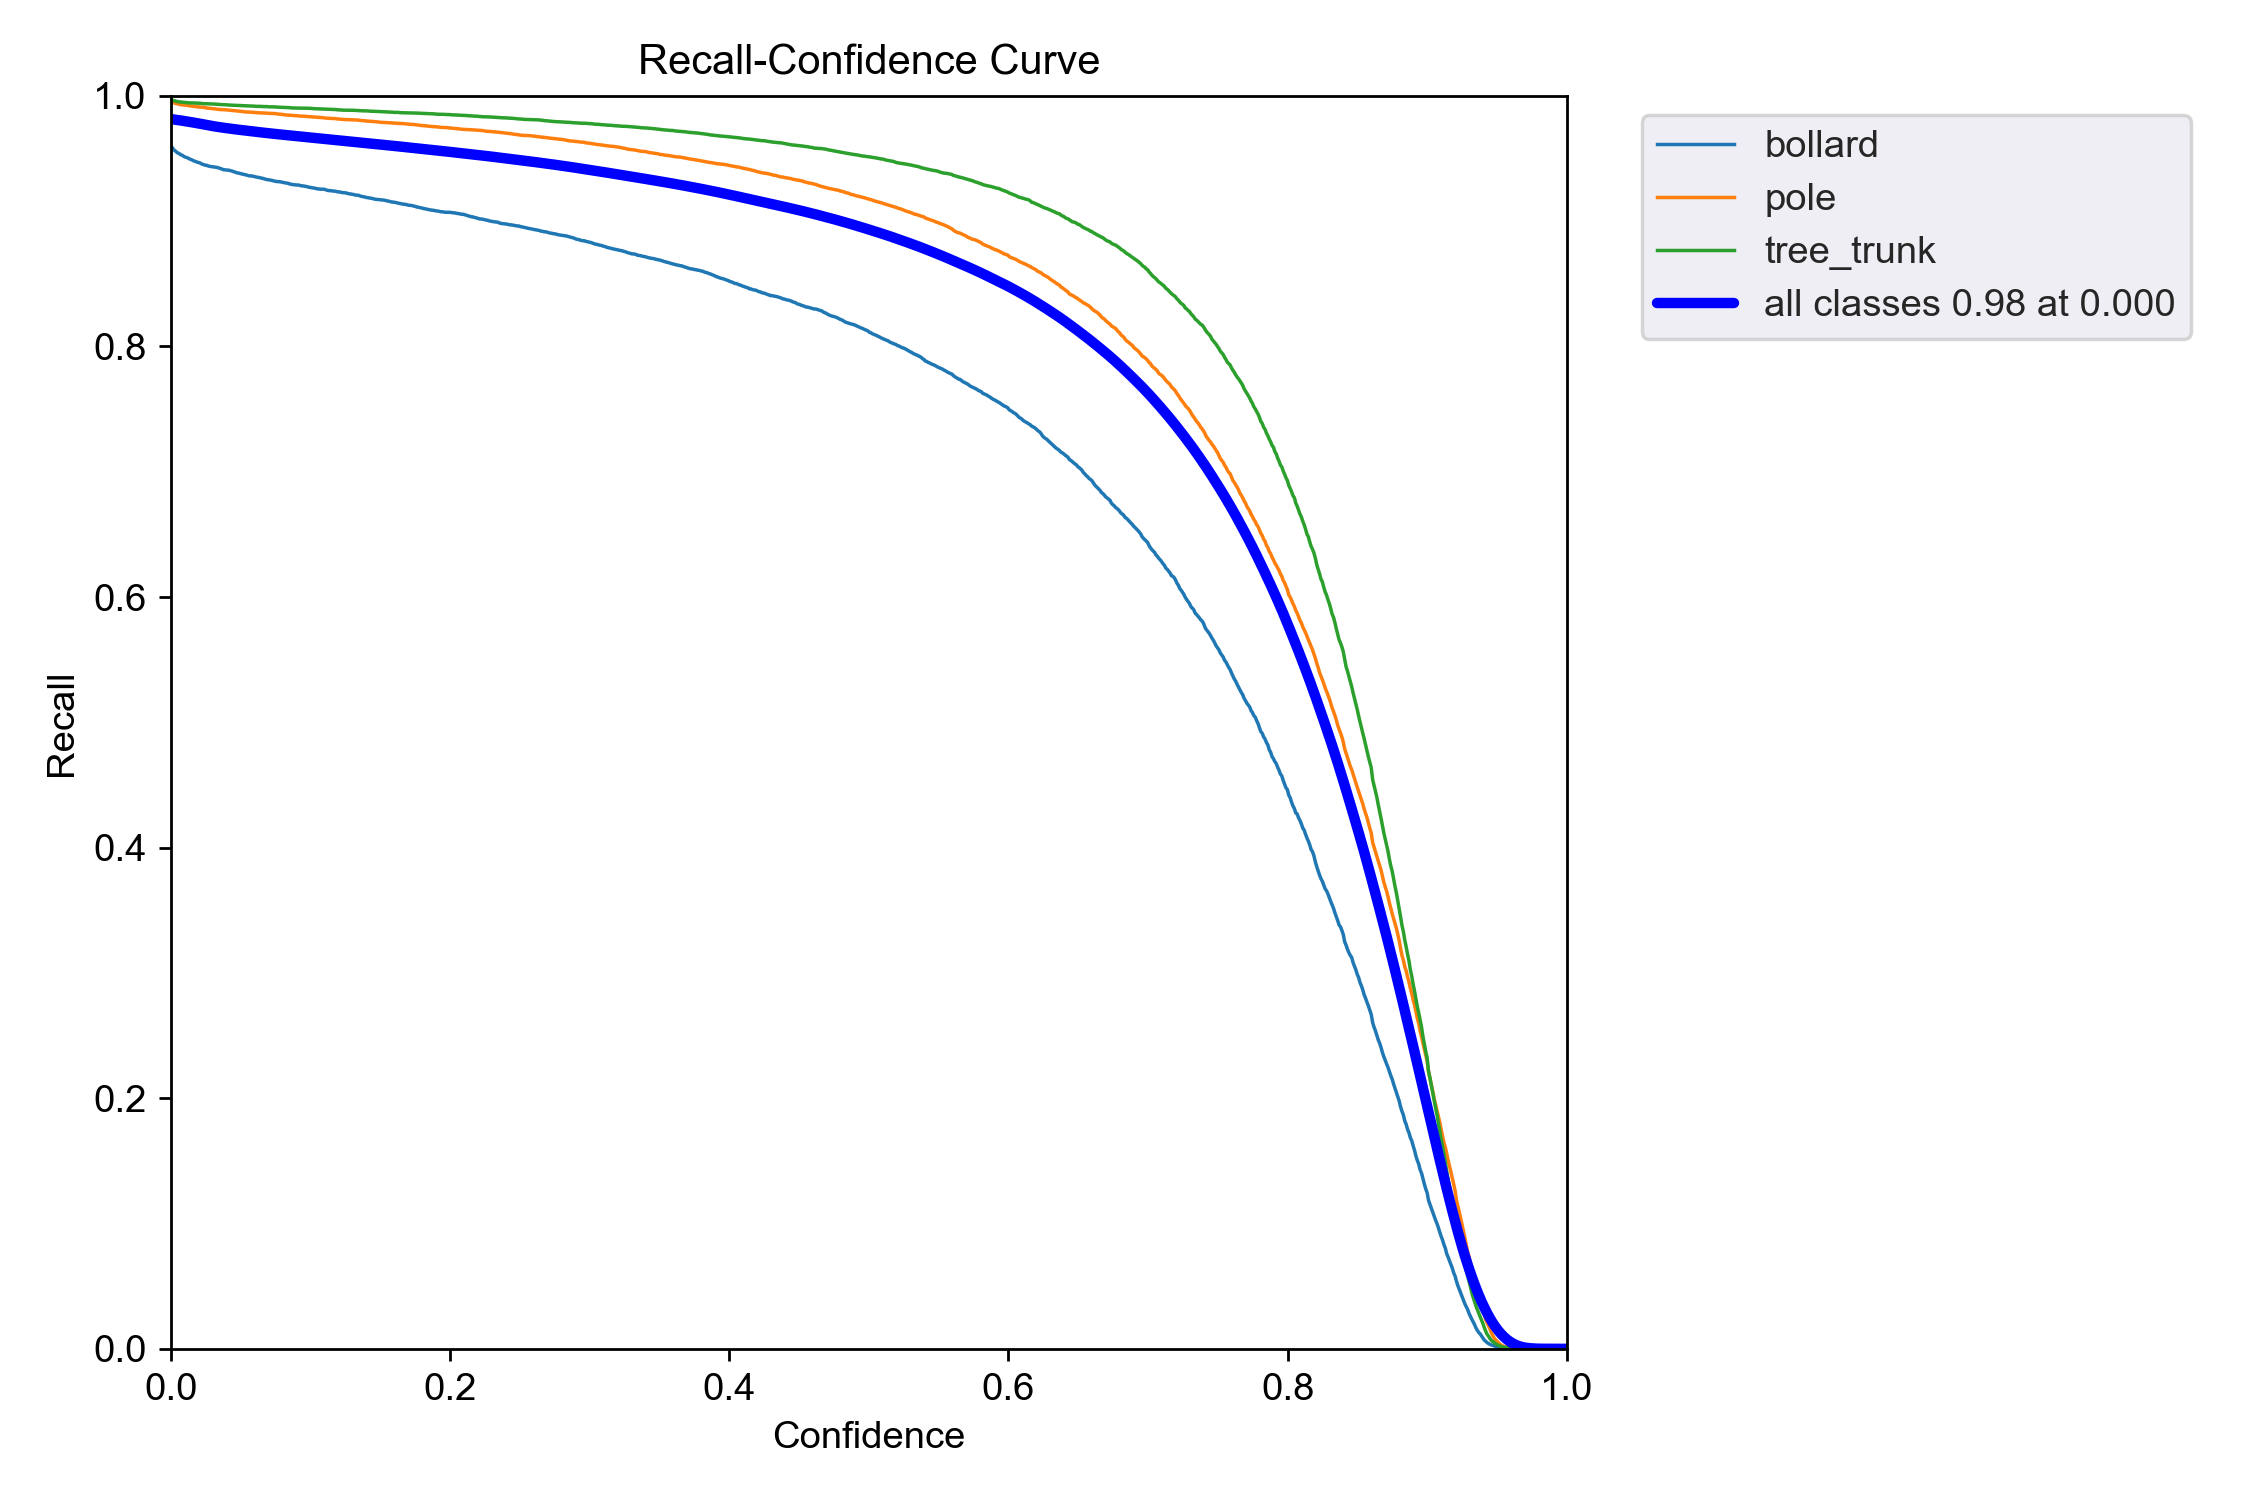 Recall-Confidence Curve
1.0
0.8
0.6
0.4
0.2
0.0
Recall
0.0 0.2 0.4 0.6 0.8 1.0
Confidence
bollard
pole
tree_trunk
all classes 0.98 at 0.000